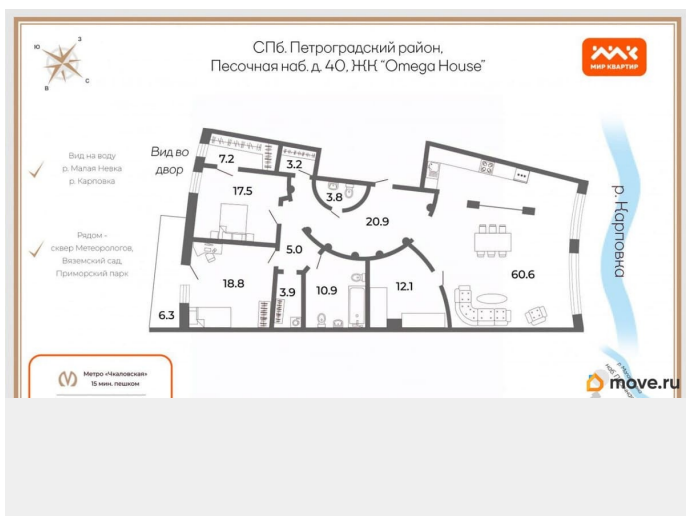 СПб. Петроградский район,
Песочная наб. д. 40, ЖК "Omega House"
МИР КВАРТИР
з
ю
с
в
Вид на воду
р. Малая Невка
р. Карповка
Рядом -
сквер Метеорологов,
Вяземский сад,
Приморский парк
Вид во
двор
7.2
3.2
17.5
3.8
20.9
5.0
60.6
18.8
3.9
10.9
12.1
6.3
р. Карповка
Метро «Чкаловская»
15 мин. пешком
move.ru